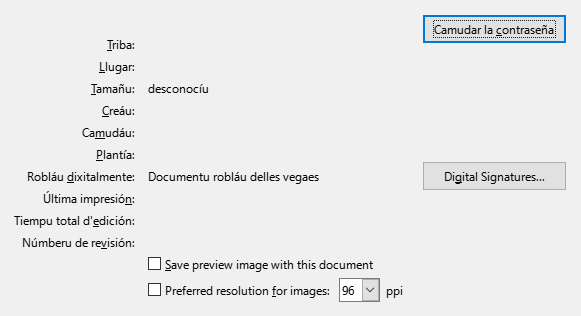 Camudar la contraseña
Triba:
Llugar:
Tamañu: desconocíu
Creáu:
Camudáu:
Plantía:
Robláu dixitalmente: Documentu robláu delles vegaes Digital Signatures...
Última impresión:
Tiempu total d'edición:
Númberu de revisión:
Save preview image with this document
Preferred resolution for images: 96 ppi